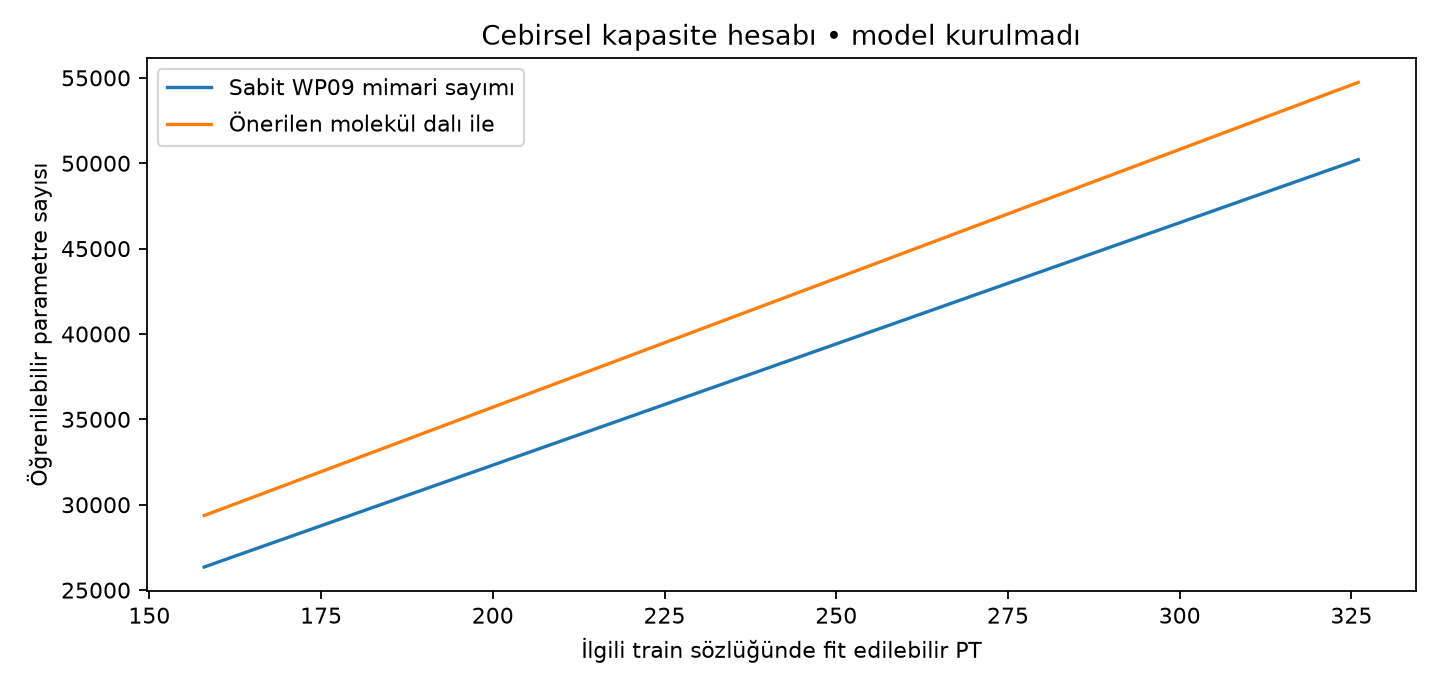 Cebirsel kapasite hesabı • model kurulmadı
Sabit WP09 mimari sayımı
Önerilen molekül dalı ile
Öğrenilebilir parametre sayısı
55000
50000
45000
40000
35000
30000
25000
150 175 200 225 250 275 300 325
İlgili train sözlüğünde fit edilebilir PT